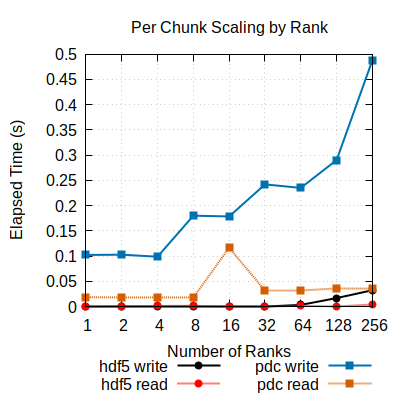 Per Chunk Scaling by Rank
0.5
0.45
0.4
0.35
0.3
0.25
0.2
0.15
0.1
0.05
0
Elapsed Time (s)
1 2 4 8 16 32 64 128 256
Number of Ranks
hdf5 write pdc write
hdf5 read pdc read